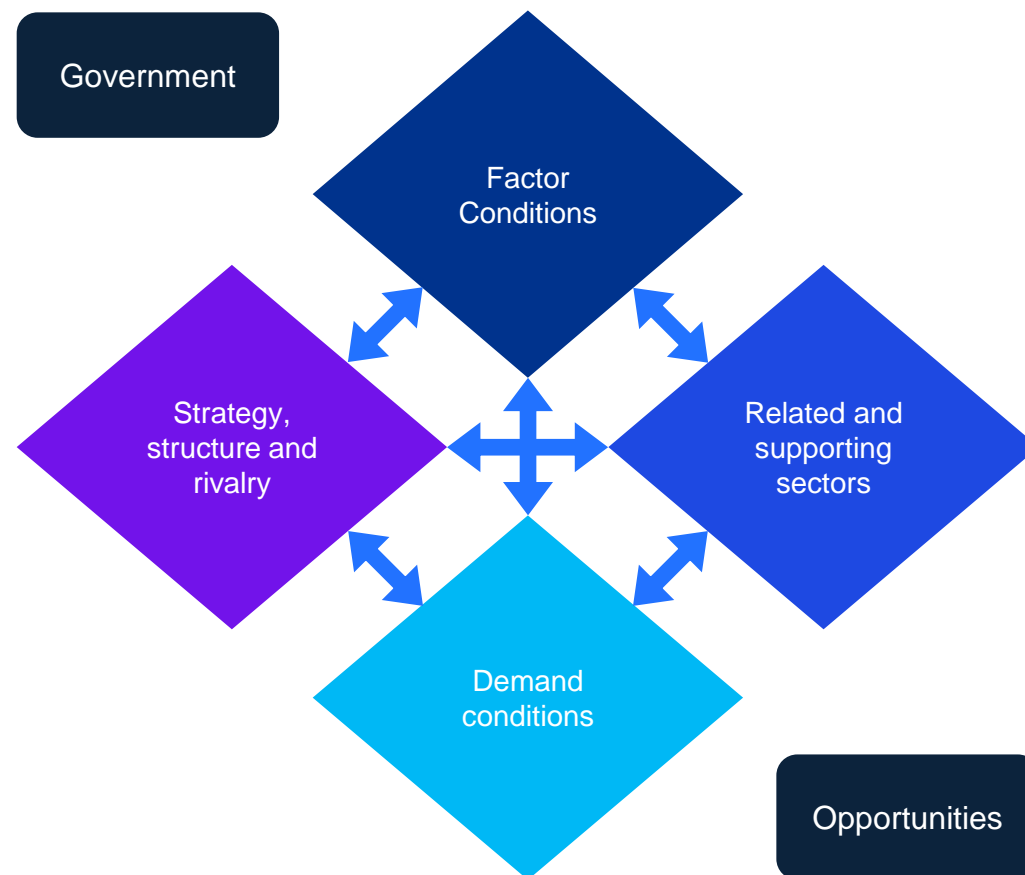 Government
Factor
Conditions
Strategy,
structure and
rivalry
Related and
supporting
sectors
Demand
conditions
Opportunities